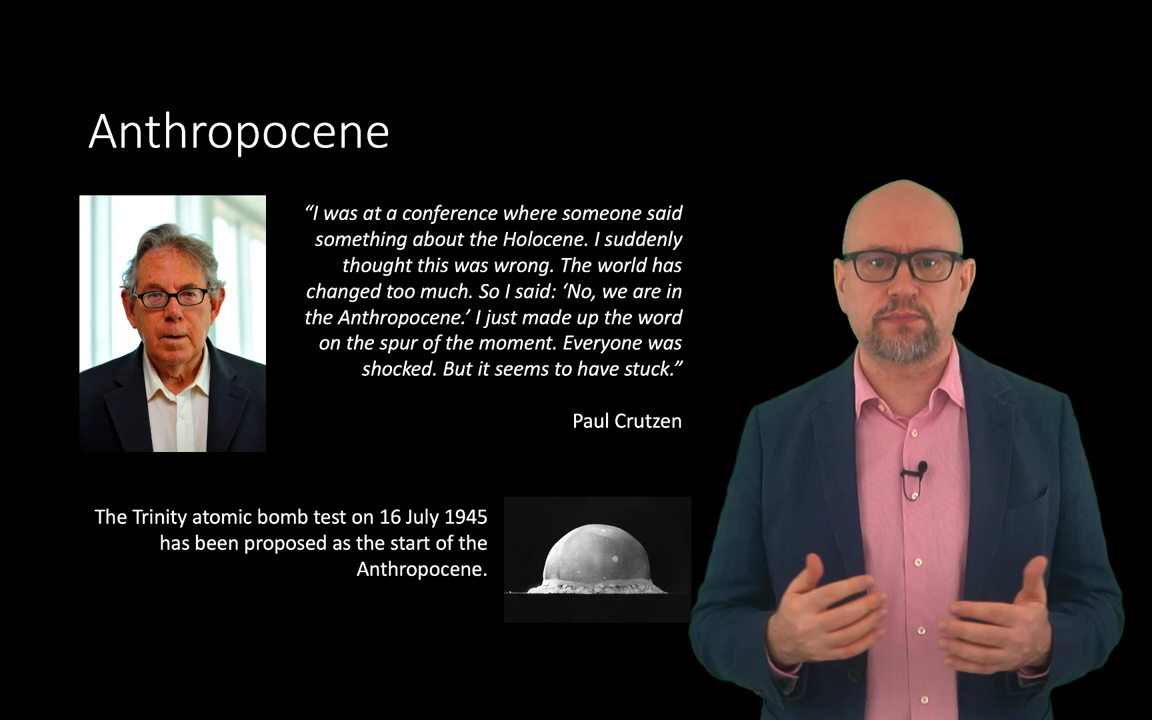 Anthropocene
“I was at a conference where someone said
something about the Holocene. I suddenly
thought this was wrong. The world has
changed too much. So I said: ‘No, we are in
the Anthropocene.’ I just made up the word
on the spur of the moment. Everyone was
shocked. But it seems to have stuck.”
Paul Crutzen
The Trinity atomic bomb test on 16 July 1945
has been proposed as the start of the
Anthropocene.